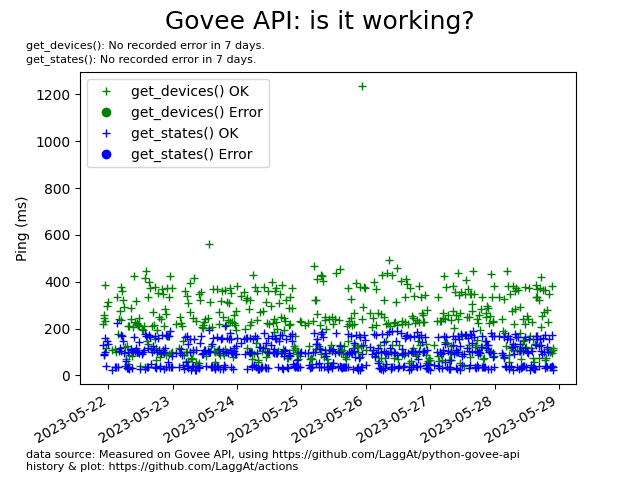 Govee API: is it working?
get_devices(): No recorded error in 7 days.
get_states(): No recorded error in 7 days.
get_devices() OK
get_devices() Error
get_states() OK
get_states() Error
Ping (ms)
1200
1000
800
600
400
200
0
2023-05-22
2023-05-23
2023-05-24
2023-05-25
2023-05-26
2023-05-27
2023-05-28
2023-05-29
data source: Measured on Govee API, using https://github.com/LaggAt/python-govee-api
history & plot: https://github.com/LaggAt/actions